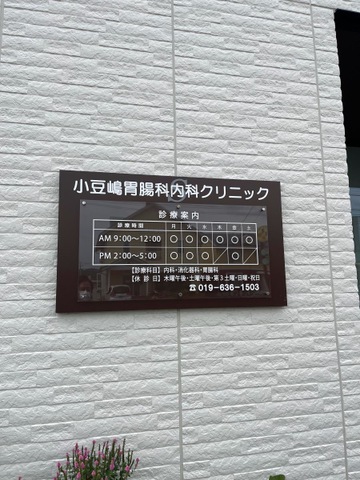 小豆嶋胃腸科内科クリニック
診療案内
診療時間 月 火 水 木 金 土
AM 9:00〜12:00 ○ ○ ○ ○ ○ ○
PM 2:00〜5:00 ○ ○ ○ ／ ○ ／
【診療科目】内科・消化器科・胃腸科
【休診日】木曜午後・土曜午後・第3土曜・日曜・祝日
☎019-636-1503